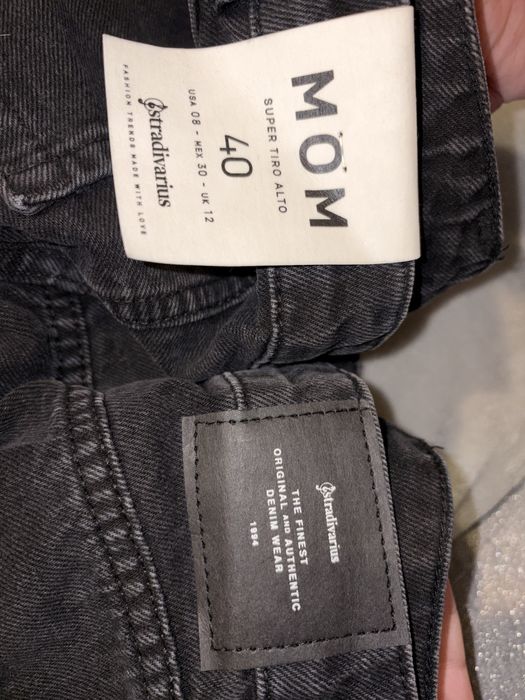 MOM
SUPER TIRO ALTO
40
USA 08 - MEX 30 - UK 12
stradivarius
FASHION TRENDS MADE WITH LOVE
stradivarius
THE FINEST
ORIGINAL AND AUTHENTIC
DENIM WEAR
1994